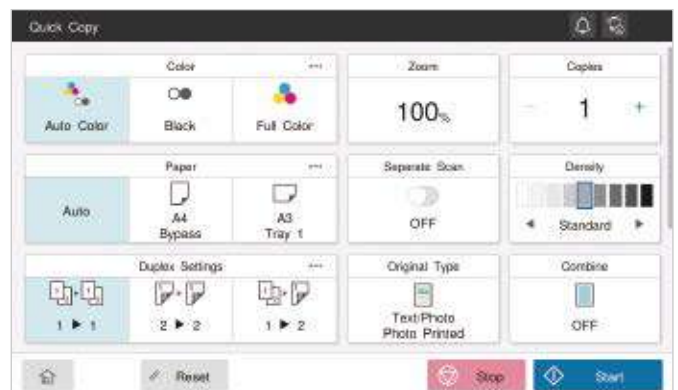 Quick Copy
Color
Zoom
Copies
Auto Color
Black
Full Color
100%
1
Paper
Separate Scan
Density
Auto
A4
Bypass
A3
Tray 1
OFF
Standard
Duplex Settings
Original Type
Combine
1 ▶ 1
2 ▶ 2
1 ▶ 2
Text/Photo
Photo Printed
OFF
Reset
Stop
Start